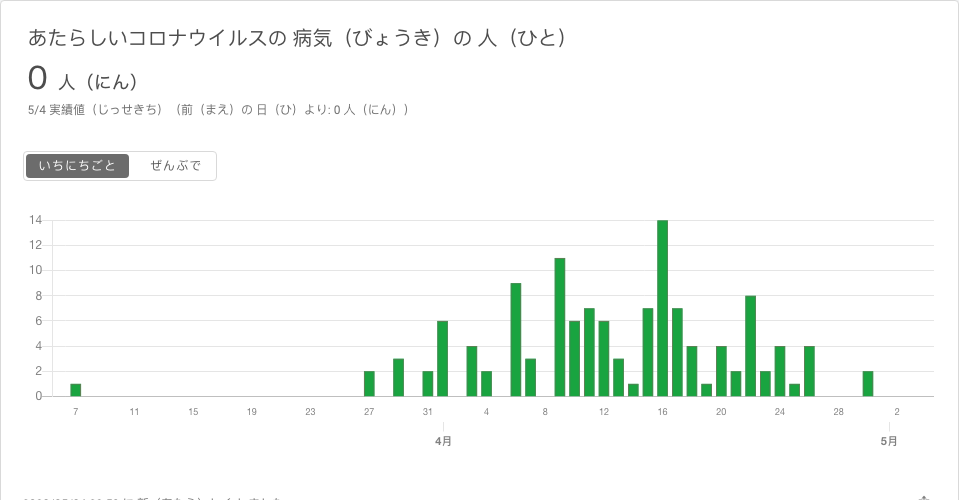 あたらしいコロナウイルスの 病気（びょうき）の 人（ひと）
0 人（にん）
5/4 実績値（じっせきち）（前（まえ）の 日（ひ）より: 0 人（にん））
いちにちごと ぜんぶで
14
12
10
8
6
4
2
0
7 11 15 19 23 27 31 4 8 12 16 20 24 28 2
4月 5月